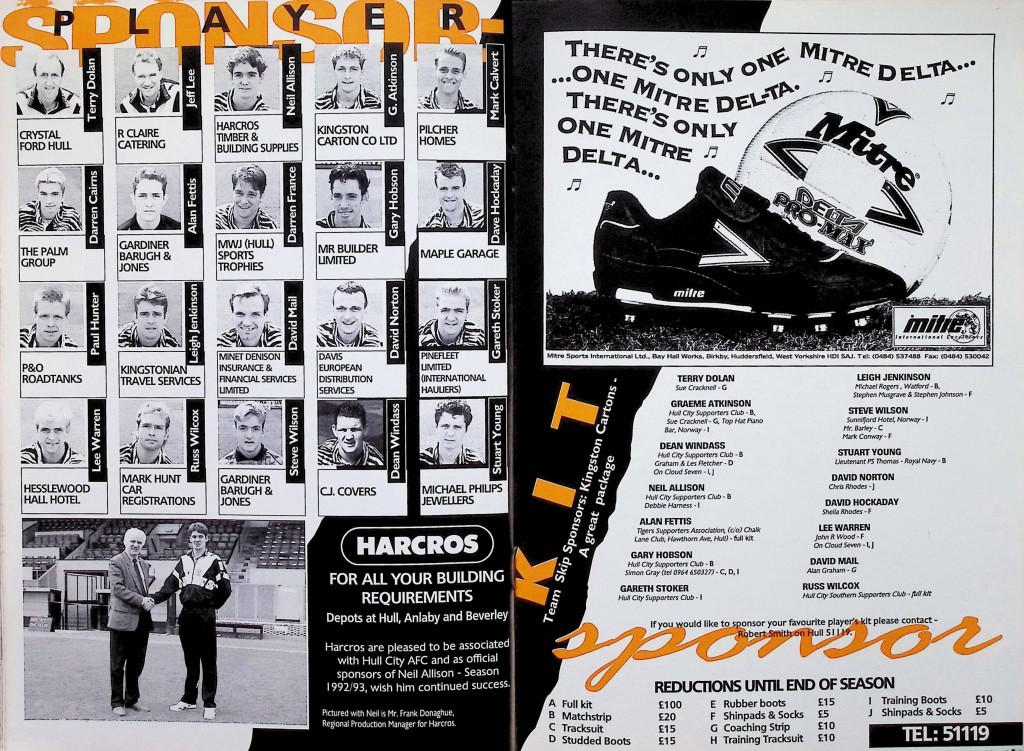 PLAYER
SPONSOR
Terry Dolan
CRYSTAL
FORD HULL
Jeff Lee
R CLAIRE
CATERING
Neil Allison
HARCROS
TIMBER &
BUILDING SUPPLIES
G. Atkinson
KINGSTON
CARTON CO LTD
Mark Calvert
PILCHER
HOMES
Darren Cairns
THE PALM
GROUP
Alan Fettis
GARDINER
BARUGH &
JONES
Darren France
MWJ (HULL)
SPORTS
TROPHIES
Gary Hobson
MR BUILDER
LIMITED
Dave Hockaday
MAPLE GARAGE
Paul Hunter
P&O
ROADTANKS
Leigh Jenkinson
KINGSTONIAN
TRAVEL SERVICES
David Mail
MINET DENISON
INSURANCE &
FINANCIAL SERVICES
LIMITED
David Norton
DAVIS
EUROPEAN
DISTRIBUTION
SERVICES
Gareth Stoker
PINEFLEET
LIMITED
(INTERNATIONAL
HAULIERS)
Lee Warren
HESSLEWOOD
HALL HOTEL
Russ Wilcox
MARK HUNT
CAR
REGISTRATIONS
Steve Wilson
GARDINER
BARUGH &
JONES
Dean Windass
C.J. COVERS
Stuart Young
MICHAEL PHILIPS
JEWELLERS
HARCROS
FOR ALL YOUR BUILDING
REQUIREMENTS
Depots at Hull, Anlaby and Beverley
Harcros are pleased to be associated
with Hull City AFC and as official
sponsors of Neil Allison - Season
1992/93, wish him continued success.
Pictured with Neil is Mr. Frank Donaghue,
Regional Production Manager for Harcros.
THERE'S ONLY ONE MITRE DELTA...
...ONE MITRE DEL-TA.
THERE'S ONLY
ONE MITRE
DELTA...
Mitre
DELTA
PRO-MAX
mitre
mitre
International Excellence
Mitre Sports International Ltd., Bay Hall Works, Birkby, Huddersfield, West Yorkshire HD1 5AJ. Tel: (0484) 537488 Fax: (0484) 530042
KIT
Team Skip Sponsors: Kingston Cartons -
A great package
TERRY DOLAN
Sue Cracknell - G
GRAEME ATKINSON
Hull City Supporters Club - B,
Sue Cracknell - G, Top Hat Piano
Bar, Norway - I
DEAN WINDASS
Hull City Supporters Club - B
Graham & Les Fletcher - D
On Cloud Seven - I, J
NEIL ALLISON
Hull City Supporters Club - B
Debbie Harness - I
ALAN FETTIS
Tigers Supporters Association, (c/o) Chalk
Lane Club, Hawthorn Ave, Hull) - full kit
GARY HOBSON
Hull City Supporters Club - B
Simon Gray (tel 0964 650327) - C, D, I
GARETH STOKER
Hull City Supporters Club - I
LEIGH JENKINSON
Michael Rogers, Watford - B,
Stephen Musgrave & Stephen Johnson - F
STEVE WILSON
Sunnifjord Hotel, Norway - I
Mr. Barley - C
Mark Conway - F
STUART YOUNG
Lieutenant PS Thomas - Royal Navy - B
DAVID NORTON
Chris Rhodes - J
DAVID HOCKADAY
Sheila Rhodes - F
LEE WARREN
John R Wood - F
On Cloud Seven - I, J
DAVID MAIL
Alan Graham - G
RUSS WILCOX
Hull City Southern Supporters Club - full kit
If you would like to sponsor your favourite player's kit please contact -
Robert Smith on Hull 51119.
sponsor
REDUCTIONS UNTIL END OF SEASON
A Full kit £100
B Matchstrip £20
C Tracksuit £15
D Studded Boots £15
E Rubber boots £15
F Shinpads & Socks £5
G Coaching Strip £10
H Training Tracksuit £10
I Training Boots £10
J Shinpads & Socks £5
TEL: 51119